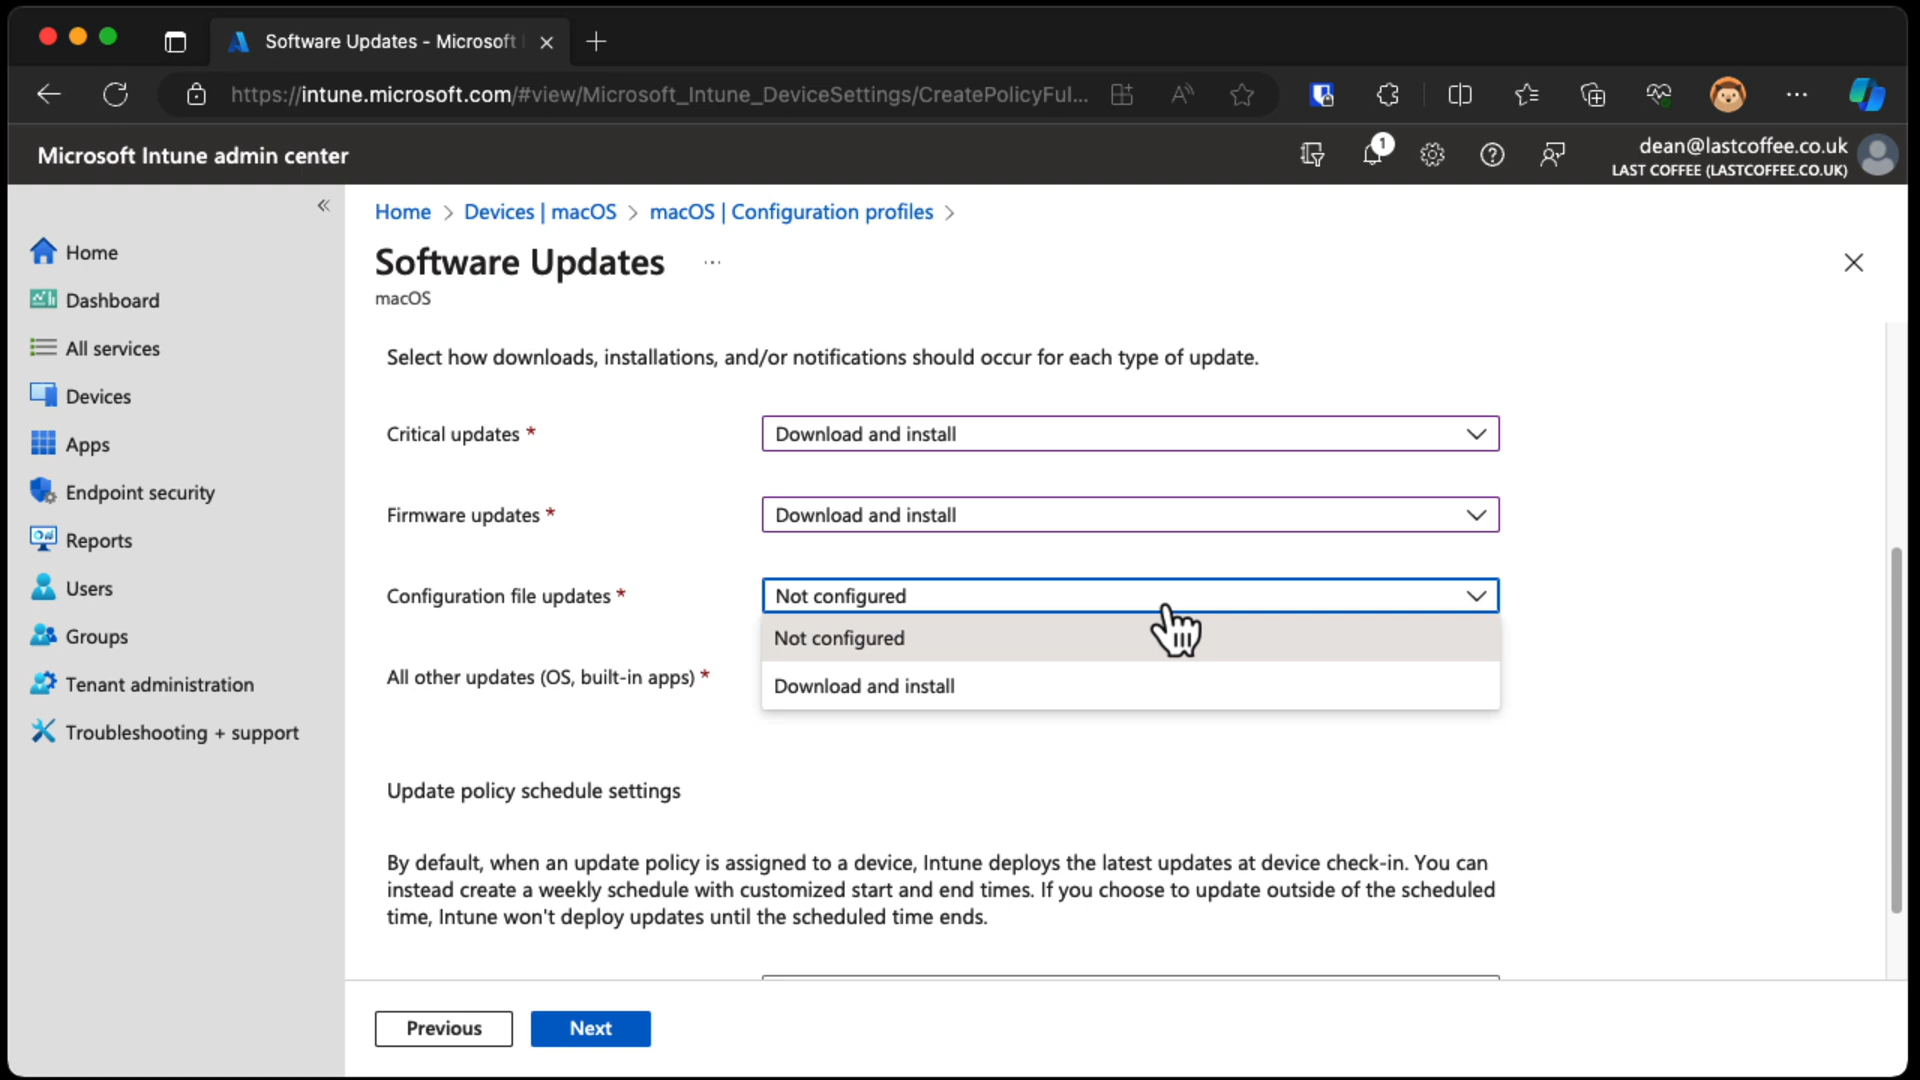 Software Updates - Microsoft
https://intune.microsoft.com/#view/Microsoft_Intune_DeviceSettings/CreatePolicyFul...
Microsoft Intune admin center
1
dean@lastcoffee.co.uk
LAST COFFEE (LASTCOFFEE.CO.UK)
Home
Dashboard
All services
Devices
Apps
Endpoint security
Reports
Users
Groups
Tenant administration
Troubleshooting + support
Home > Devices | macOS > macOS | Configuration profiles >
Software Updates ...
macOS
Select how downloads, installations, and/or notifications should occur for each type of update.
Critical updates * Download and install
Firmware updates * Download and install
Configuration file updates * Not configured
Not configured
Download and install
All other updates (OS, built-in apps) *
Update policy schedule settings
By default, when an update policy is assigned to a device, Intune deploys the latest updates at device check-in. You can
instead create a weekly schedule with customized start and end times. If you choose to update outside of the scheduled
time, Intune won't deploy updates until the scheduled time ends.
Previous
Next